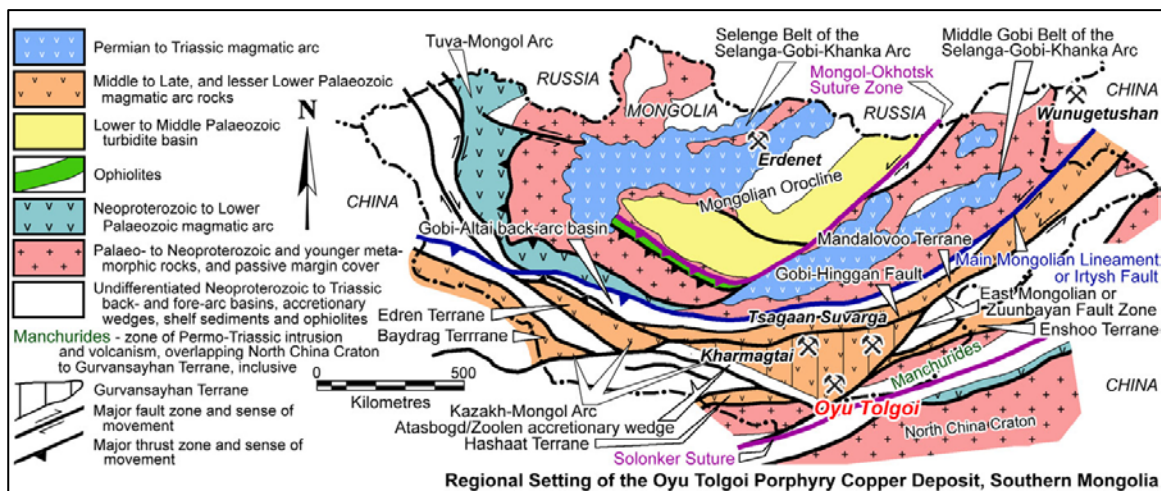 Permian to Triassic magmatic arc
Middle to Late, and lesser Lower Palaeozoic
magmatic arc rocks
Lower to Middle Palaeozoic
turbidite basin
Ophiolites
Neoproterozoic to Lower
Palaeozoic magmatic arc
Palaeo- to Neoproterozoic and younger meta-
morphic rocks, and passive margin cover
Undifferentiated Neoproterozoic to Triassic
back- and fore-arc basins, accretionary
wedges, shelf sediments and ophiolites
Manchurides - zone of Permo-Triassic intrusion
and volcanism, overlapping North China Craton
to Gurvansayhan Terrane, inclusive
Gurvansayhan Terrane
Major fault zone and sense of
movement
Major thrust zone and sense of
movement
N
0
500
Kilometres
Tuva-Mongol Arc
RUSSIA
MONGOLIA
Selenge Belt of the
Selanga-Gobi-Khanka Arc
Mongol-Okhotsk
Suture Zone
RUSSIA
Middle Gobi Belt of the
Selanga-Gobi-Khanka Arc
CHINA
Wunugetushan
Erdenet
CHINA
Mongolian Orocline
Gobi-Altai back-arc basin
Mandalovoo Terrane
Gobi-Hinggan Fault
Main Mongolian Lineament
or Irtysh Fault
East Mongolian or
Zuunbayan Fault Zone
Enshoo Terrane
Edren Terrane
Baydrag Terrrane
Tsagaan-Suvarga
Kharmagtai
Manchurides
CHINA
Kazakh-Mongol Arc
Atasbogd/Zoolen accretionary wedge
Hashaat Terrane
Oyu Tolgoi
Solonker Suture
North China Craton
Regional Setting of the Oyu Tolgoi Porphyry Copper Deposit, Southern Mongolia